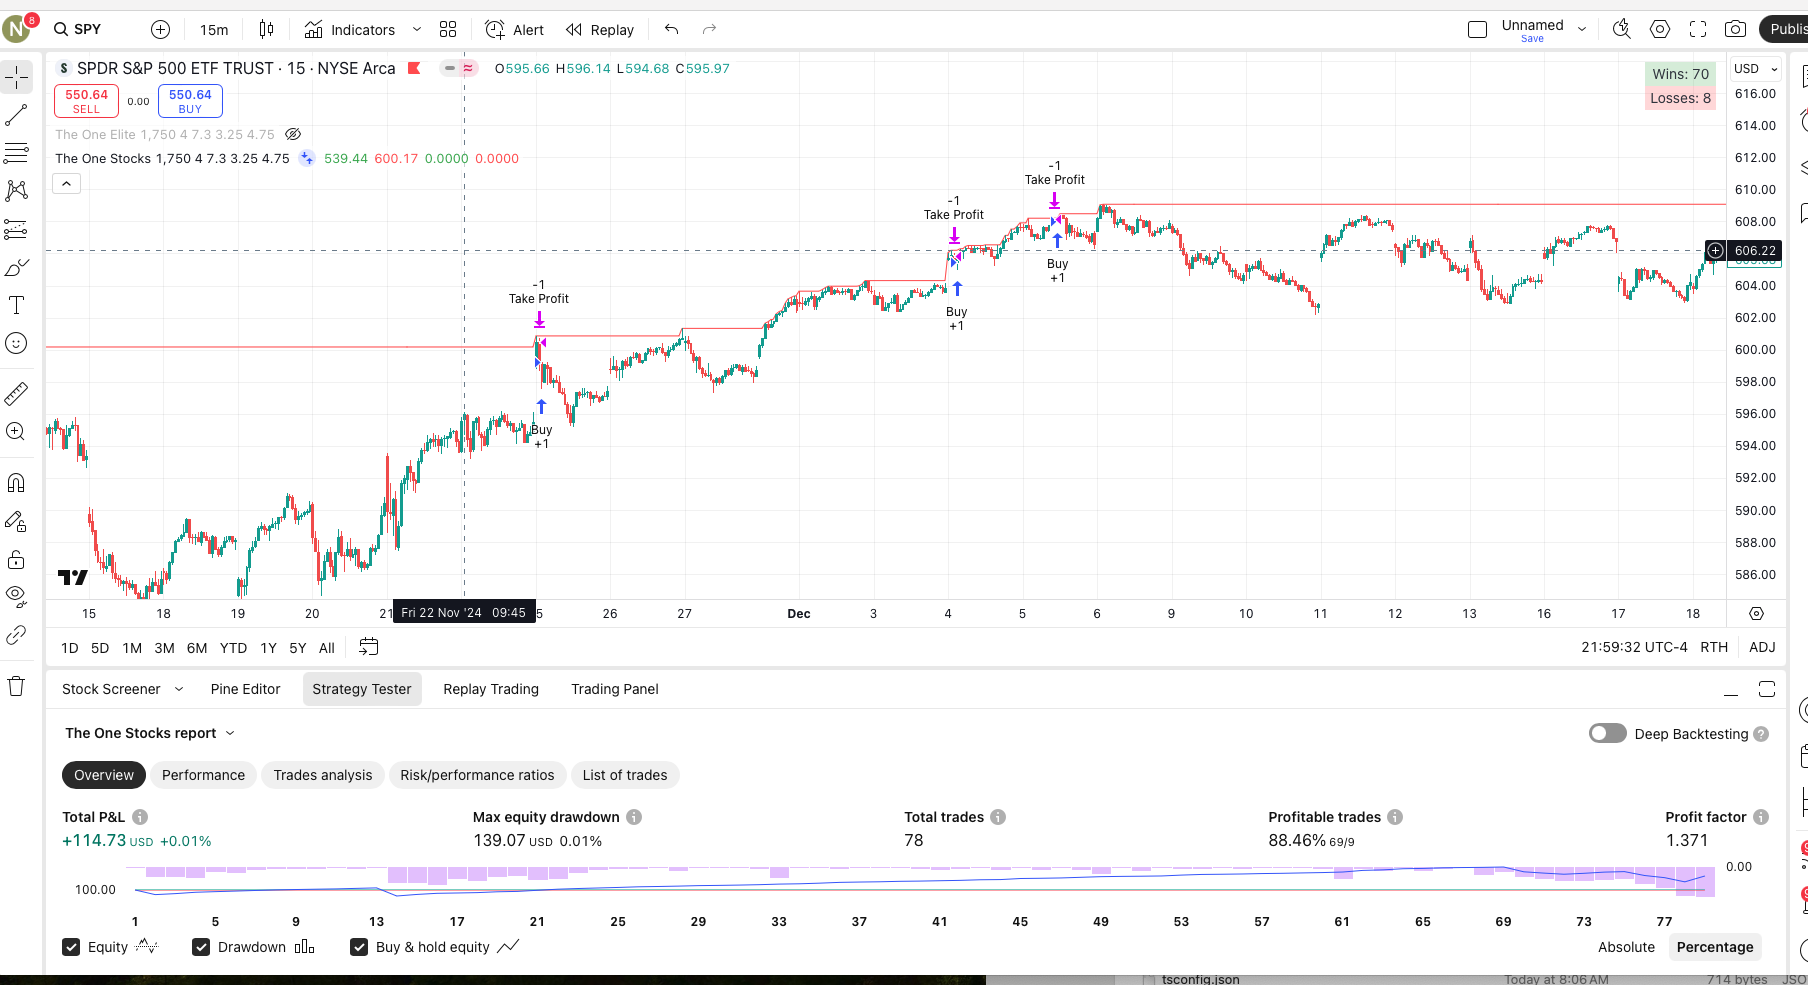 N 8 SPY 15m Indicators Alert Replay Unnamed Save Publis
S SPDR S&P 500 ETF TRUST · 15 · NYSE Arca O595.66 H596.14 L594.68 C595.97
550.64 SELL 0.00 550.64 BUY
The One Elite 1,750 4 7.3 3.25 4.75
The One Stocks 1,750 4 7.3 3.25 4.75 539.44 600.17 0.0000 0.0000
Wins: 70
Losses: 8
USD
616.00
614.00
612.00
610.00
608.00
606.22
604.00
602.00
600.00
598.00
596.00
594.00
592.00
590.00
588.00
586.00
-1
Take Profit
Buy
+1
-1
Take Profit
Buy
+1
-1
Take Profit
Buy
+1
15 18 19 20 21 Fri 22 Nov '24 09:45 5 26 27 Dec 3 4 5 6 9 10 11 12 13 16 17 18
1D 5D 1M 3M 6M YTD 1Y 5Y All 21:59:32 UTC-4 RTH ADJ
Stock Screener Pine Editor Strategy Tester Replay Trading Trading Panel
The One Stocks report Deep Backtesting ?
Overview Performance Trades analysis Risk/performance ratios List of trades
Total P&L Max equity drawdown Total trades Profitable trades Profit factor
+114.73 USD +0.01% 139.07 USD 0.01% 78 88.46% 69/9 1.371
0.00
100.00
1 5 9 13 17 21 25 29 33 37 41 45 49 53 57 61 65 69 73 77
Equity Drawdown Buy & hold equity Absolute Percentage
tsconfig.json Today at 8:06 AM 714 bytes JSO